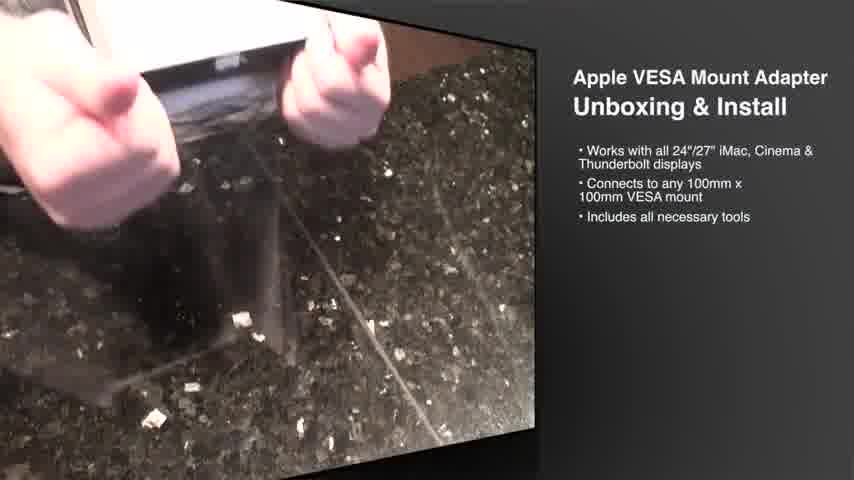 Apple VESA Mount Adapter
Unboxing & Install
• Works with all 24"/27" iMac, Cinema &
Thunderbolt displays
• Connects to any 100mm x
100mm VESA mount
• Includes all necessary tools